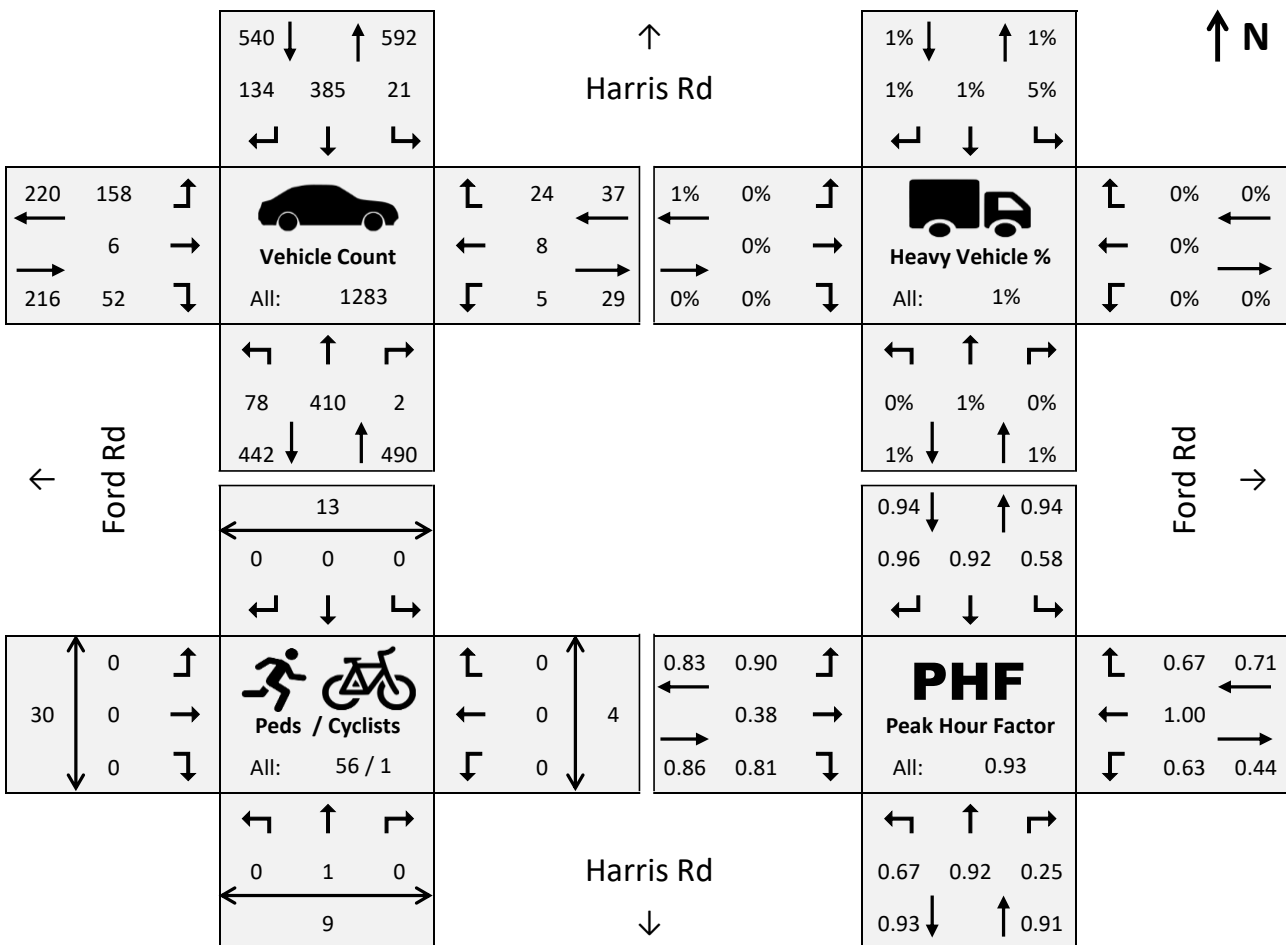 540 592 1% 1% N
Harris Rd
134 385 21 1% 1% 5%
220 158 24 37 1% 0% 0% 0%
6 Vehicle Count 8 0% Heavy Vehicle % 0%
216 52 All: 1283 5 29 0% 0% All: 1% 0% 0%
78 410 2 0% 1% 0%
442 490 1% 1%
Ford Rd Ford Rd
13 0.94 0.94
0 0 0 0.96 0.92 0.58
0 0 0.83 0.90 PHF 0.67 0.71
30 0 Peds / Cyclists 0 4 0.38 Peak Hour Factor 1.00
0 All: 56 / 1 0 0.86 0.81 All: 0.93 0.63 0.44
0 1 0 0.67 0.92 0.25
Harris Rd
9 0.93 0.91